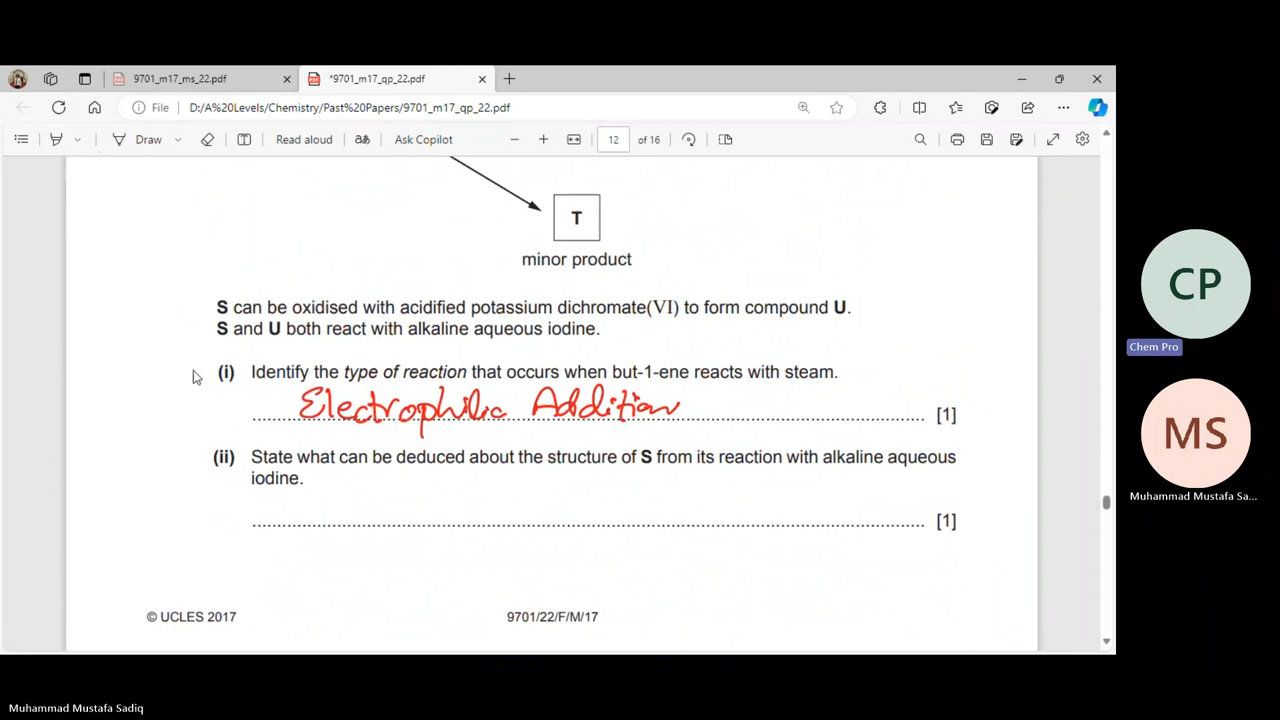 9701_m17_ms_22.pdf
*9701_m17_qp_22.pdf
File
D:/A%20Levels/Chemistry/Past%20Papers/9701_m17_qp_22.pdf
Draw
Read aloud
aあ
Ask Copilot
12 of 16
T
minor product
S can be oxidised with acidified potassium dichromate(VI) to form compound U.
S and U both react with alkaline aqueous iodine.
(i) Identify the type of reaction that occurs when but-1-ene reacts with steam.
Electrophilic Addition
[1]
(ii) State what can be deduced about the structure of S from its reaction with alkaline aqueous
iodine.
[1]
© UCLES 2017
9701/22/F/M/17
CP
Chem Pro
MS
Muhammad Mustafa Sa...
Muhammad Mustafa Sadiq